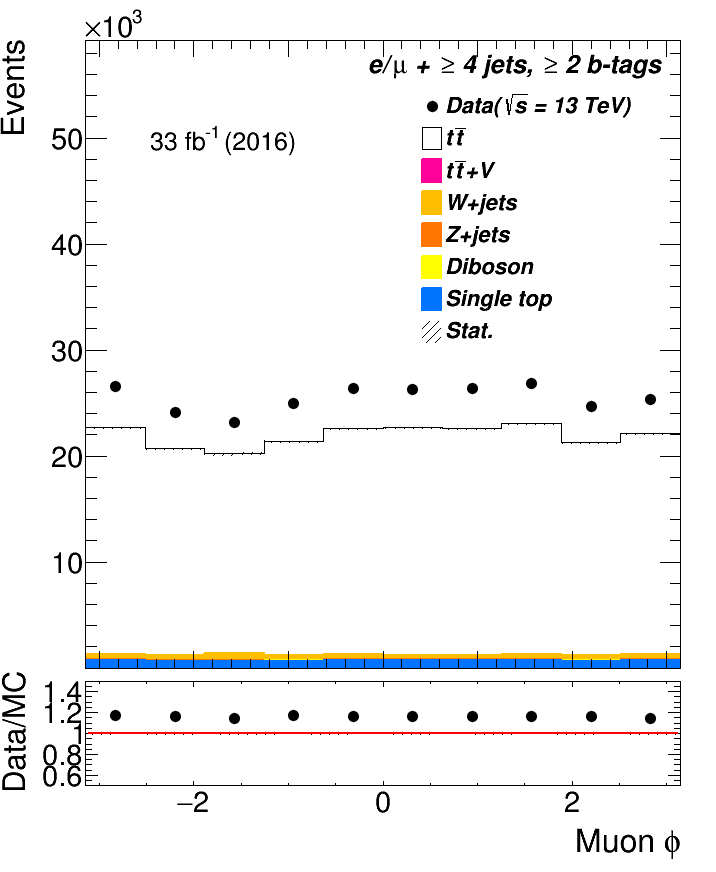 ×10³
Events
e/μ + ≥ 4 jets, ≥ 2 b-tags
Data(√s = 13 TeV)
33 fb⁻¹ (2016)
tt̅
tt̅+V
W+jets
Z+jets
Diboson
Single top
Stat.
50
40
30
20
10
Data/MC
1.4
1.2
1
0.8
0.6
−2 0 2
Muon ϕ